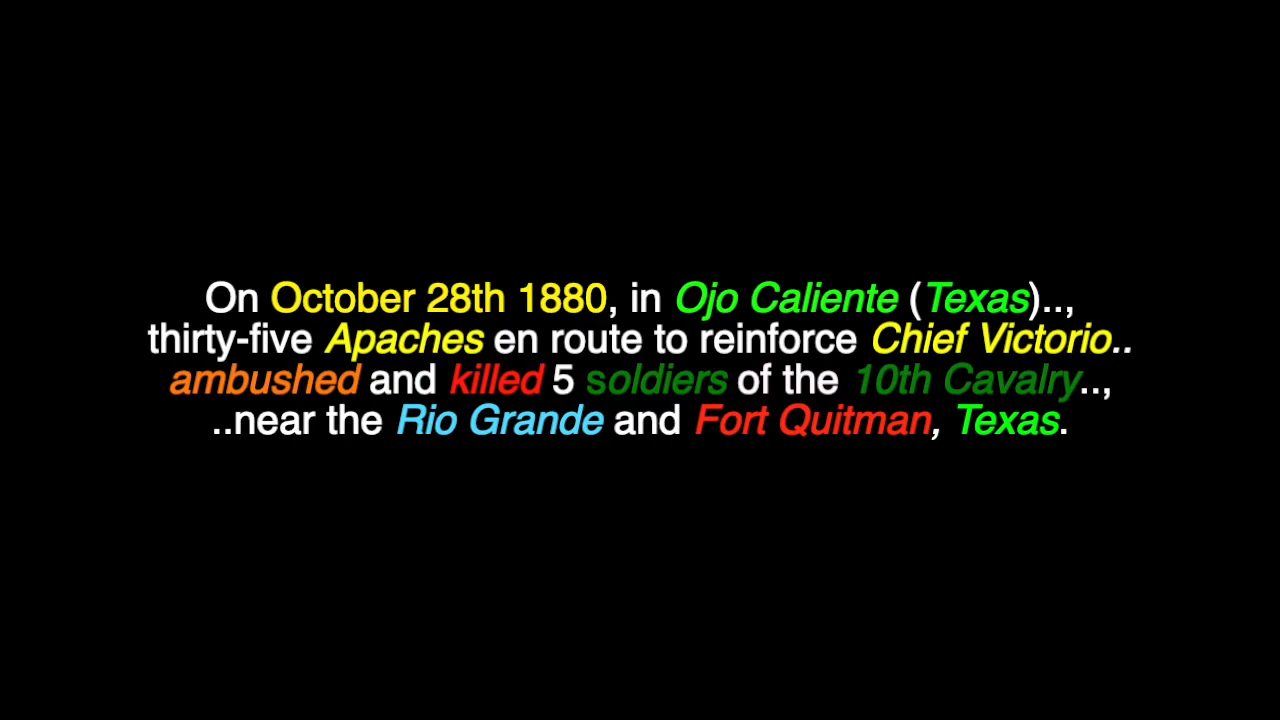 On October 28th 1880, in Ojo Caliente (Texas)..,
thirty-five Apaches en route to reinforce Chief Victorio..
ambushed and killed 5 soldiers of the 10th Cavalry..,
..near the Rio Grande and Fort Quitman, Texas.